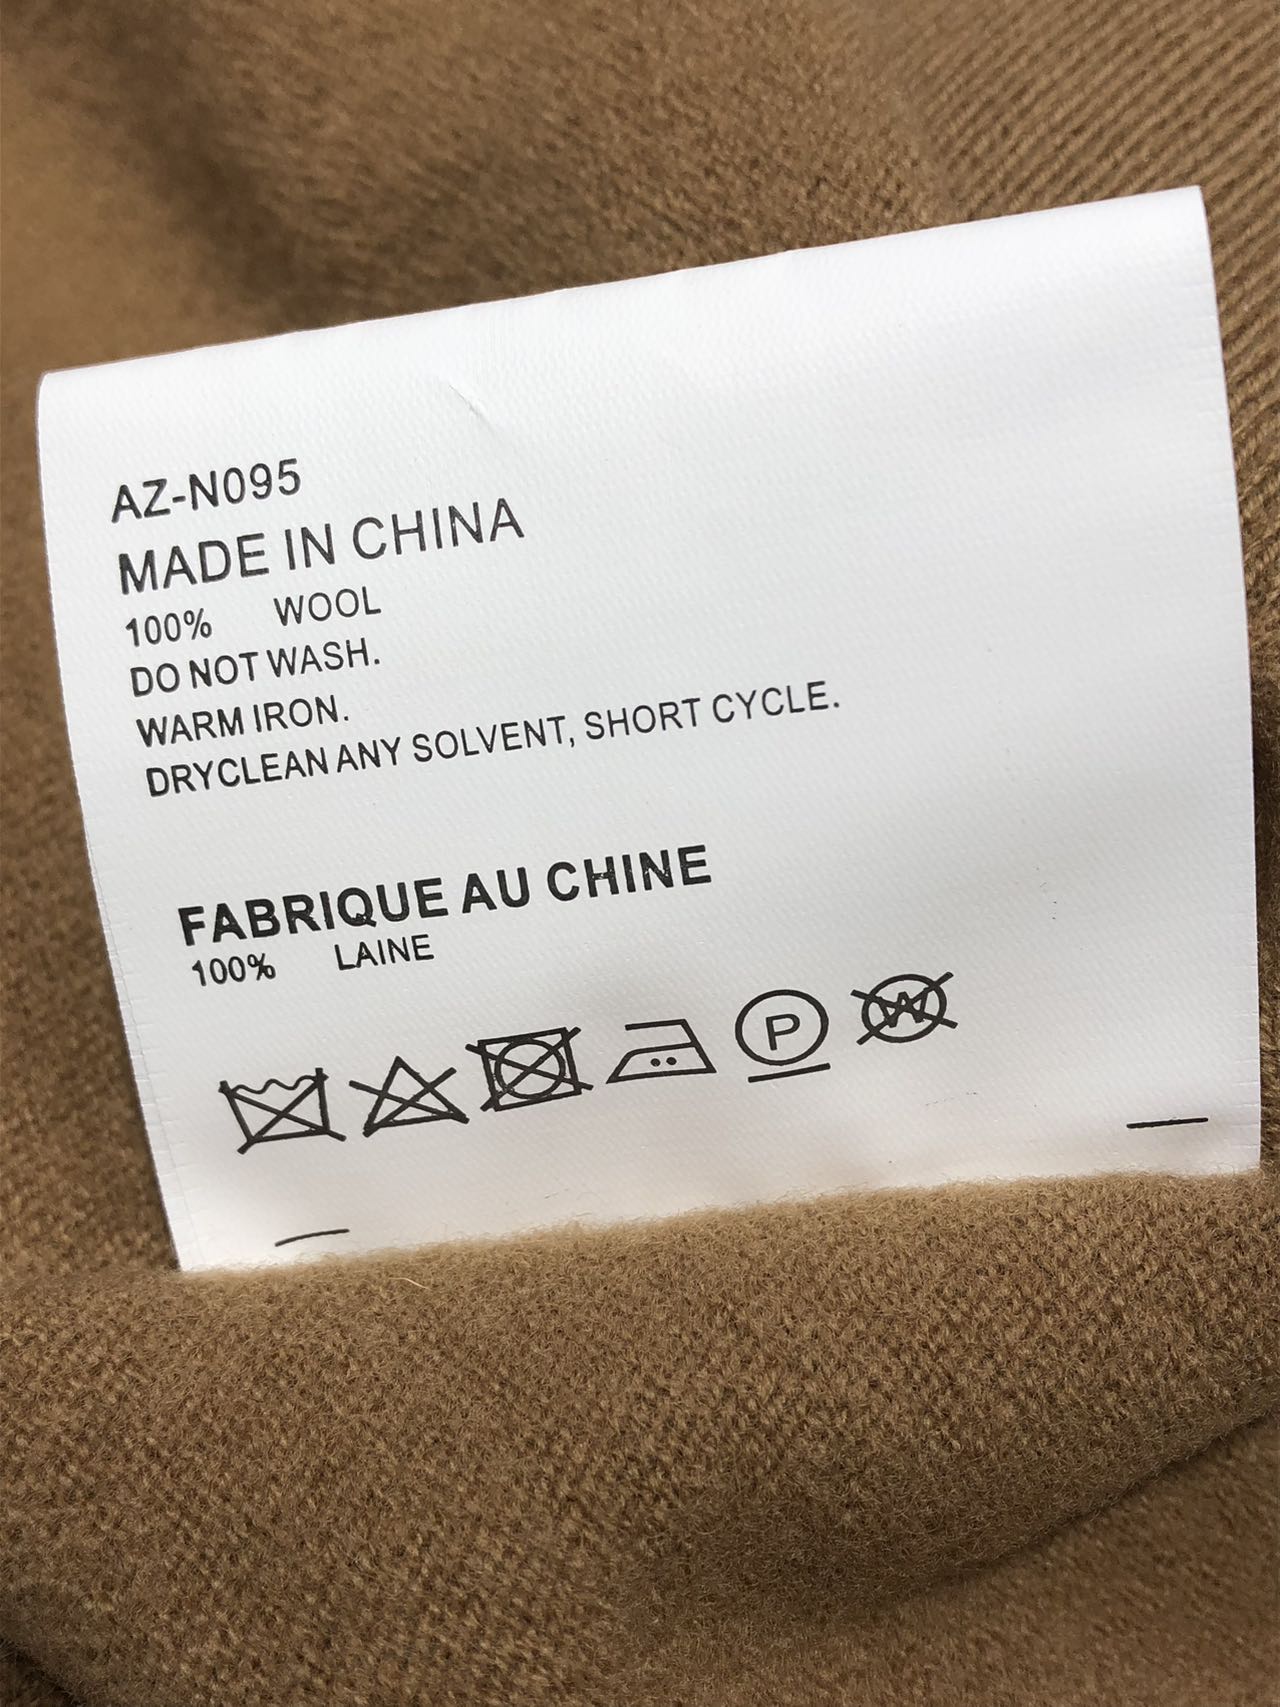 AZ-N095
MADE IN CHINA
100% WOOL
DO NOT WASH.
WARM IRON.
DRYCLEAN ANY SOLVENT, SHORT CYCLE.
FABRIQUE AU CHINE
100% LAINE
P
W